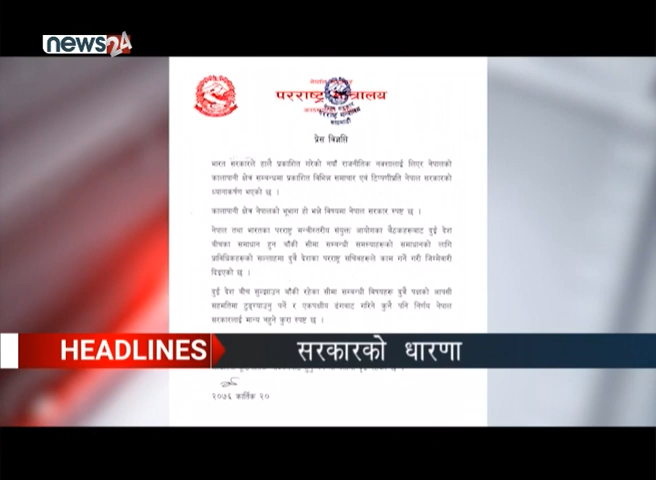 news24
परराष्ट्र मन्त्रालय
प्रेस विज्ञप्ति
भारत सरकारले हालै प्रकाशित गरेको नयाँ राजनीतिक नक्सालाई लिएर नेपालको
कालापानी क्षेत्र सम्बन्धमा प्रकाशित विभिन्न समाचार एवं टिप्पणीप्रति नेपाल सरकारको
ध्यानाकर्षण भएको छ ।
कालापानी क्षेत्र नेपालको भूभाग हो भन्ने विषयमा नेपाल सरकार स्पष्ट छ ।
नेपाल तथा भारतका परराष्ट्र मन्त्रीस्तरीय संयुक्त आयोगका बैठकहरूबाट दुई देश
बीचका समाधान हुन बाँकी सीमा सम्बन्धी समस्याहरूको समाधानको लागि
प्राविधिकहरूको सल्लाहमा दुवै देशका परराष्ट्र सचिवहरूले काम गर्ने गरी जिम्मेवारी
दिइएको छ ।
दुई देश बीच सुल्झाउन बाँकी रहेका सीमा सम्बन्धी विषयहरू दुवै पक्षको आपसी
सहमतिमा टुङ्ग्याउनु पर्ने र एकपक्षीय ढंगबाट गरिने कुनै पनि निर्णय नेपाल
सरकारलाई मान्य नहुने कुरा स्पष्ट छ ।
HEADLINES सरकारको धारणा
२०७६ कार्तिक २०